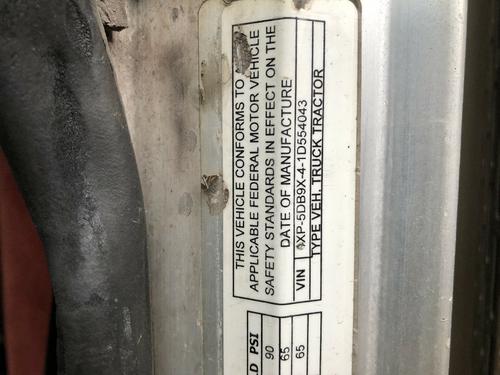 THIS VEHICLE CONFORMS TO
APPLICABLE FEDERAL MOTOR VEHICLE
SAFETY STANDARDS IN EFFECT ON THE
DATE OF MANUFACTURE
VIN XP-5DB9X-4-1D554043
TYPE VEH. TRUCK TRACTOR
LD PSI
90
65
65